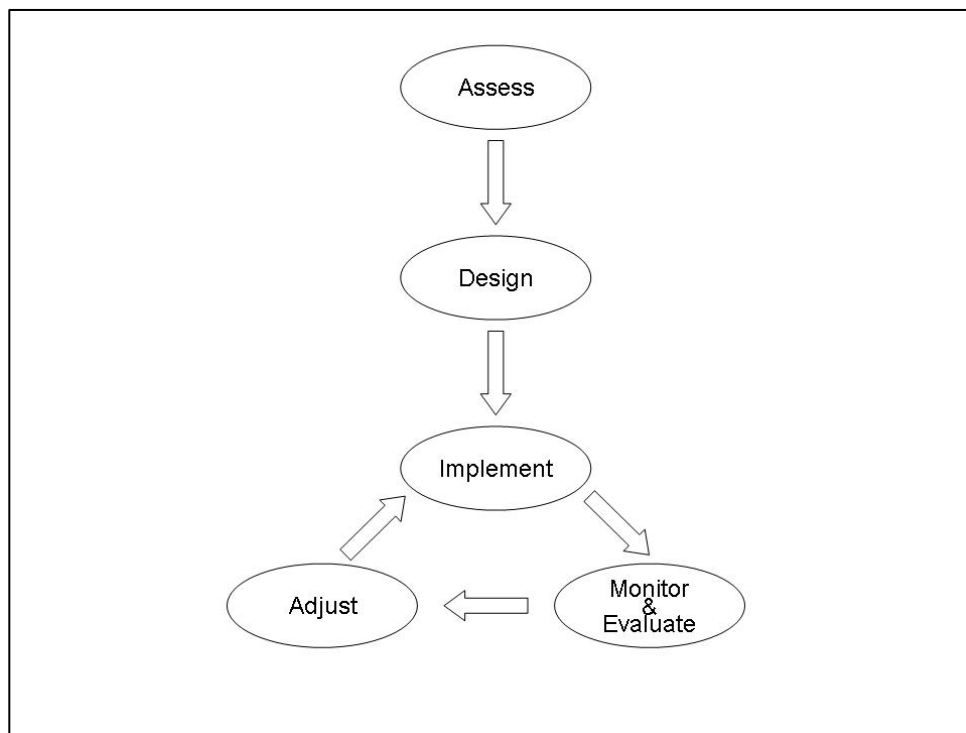 Assess
Design
Implement
Adjust
Monitor
&
Evaluate